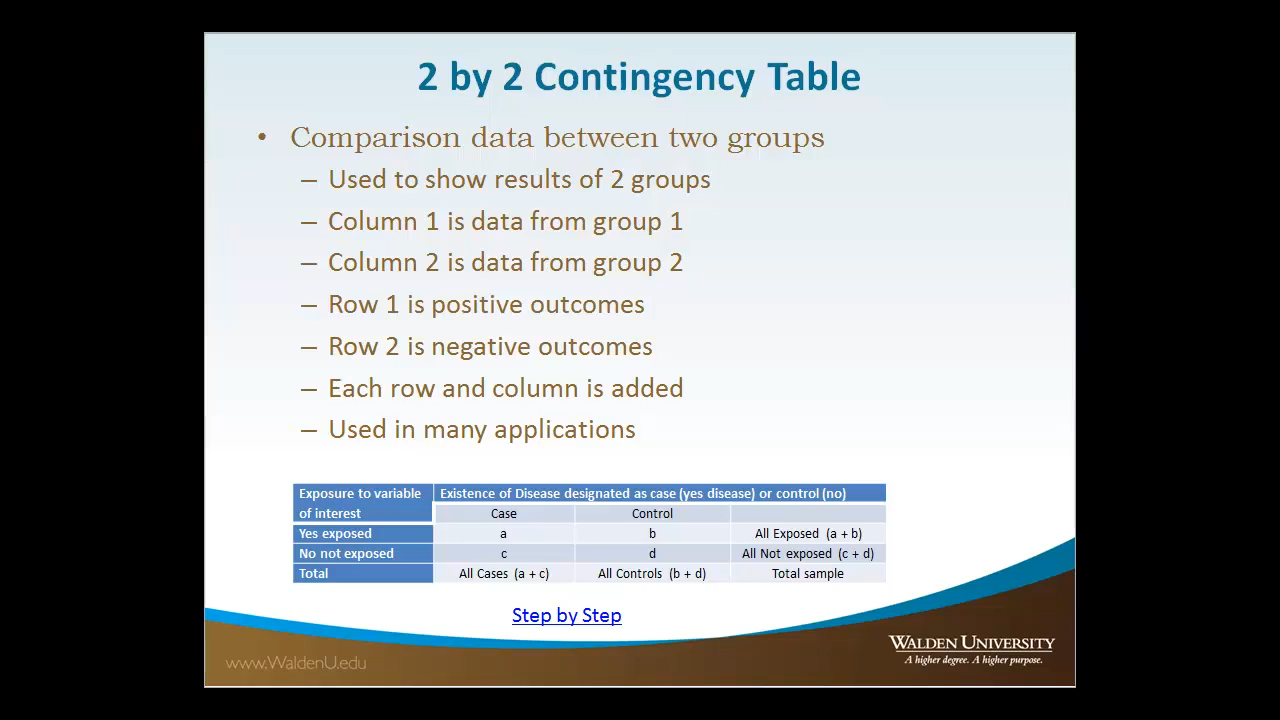 2 by 2 Contingency Table
• Comparison data between two groups
– Used to show results of 2 groups
– Column 1 is data from group 1
– Column 2 is data from group 2
– Row 1 is positive outcomes
– Row 2 is negative outcomes
– Each row and column is added
– Used in many applications
Exposure to variable Existence of Disease designated as case (yes disease) or control (no)
of interest Case Control
Yes exposed a b All Exposed (a + b)
No not exposed c d All Not exposed (c + d)
Total All Cases (a + c) All Controls (b + d) Total sample
Step by Step
WALDEN UNIVERSITY
A higher degree. A higher purpose.
www.WaldenU.edu